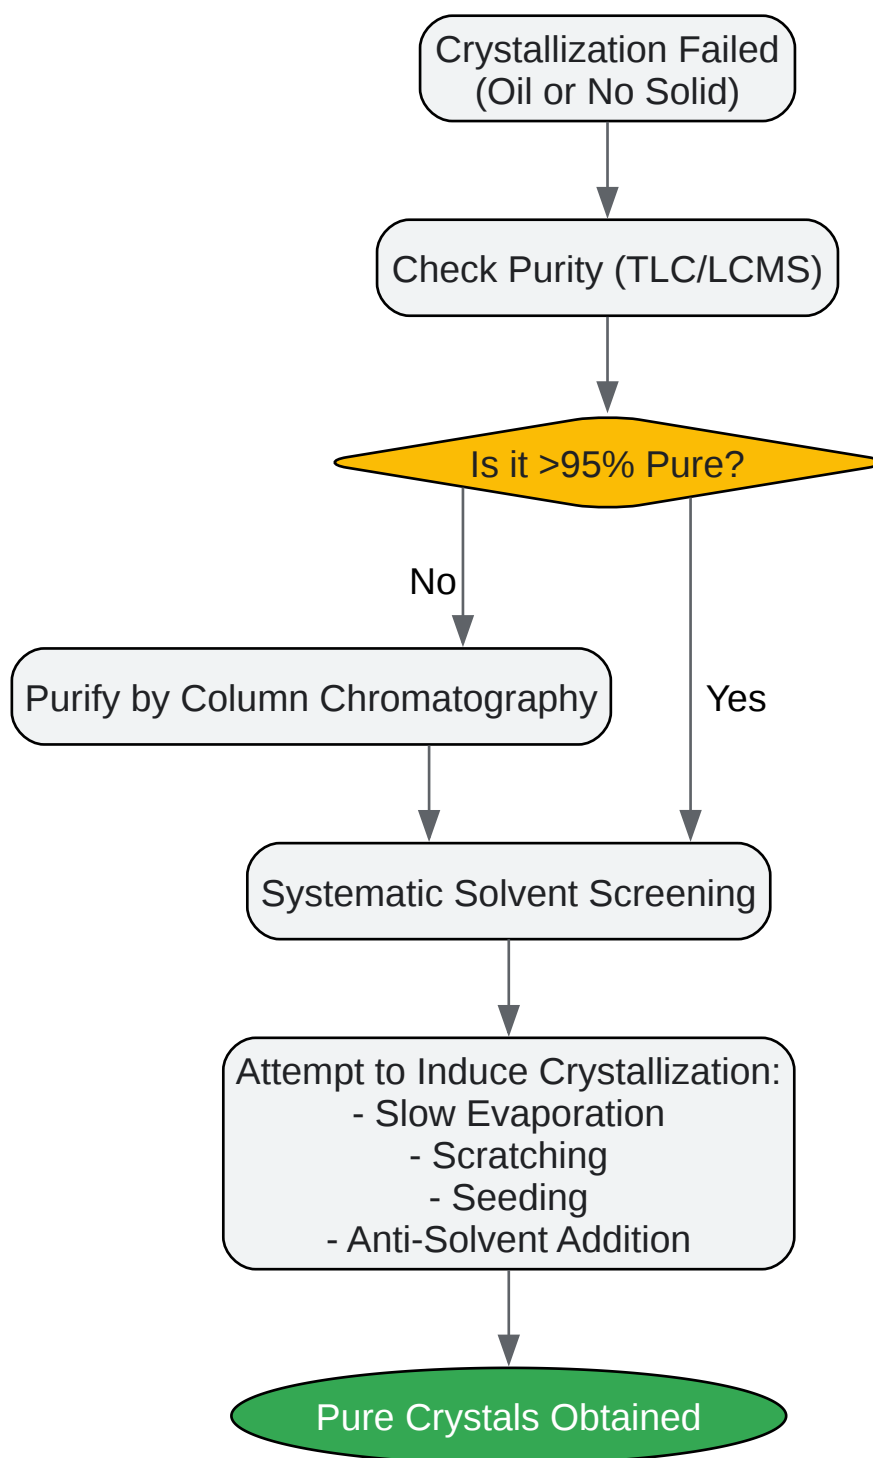 Crystallization Failed
(Oil or No Solid)
Check Purity (TLC/LCMS)
Is it >95% Pure?
No
Purify by Column Chromatography
Yes
Systematic Solvent Screening
Attempt to Induce Crystallization:
- Slow Evaporation
- Scratching
- Seeding
- Anti-Solvent Addition
Pure Crystals Obtained